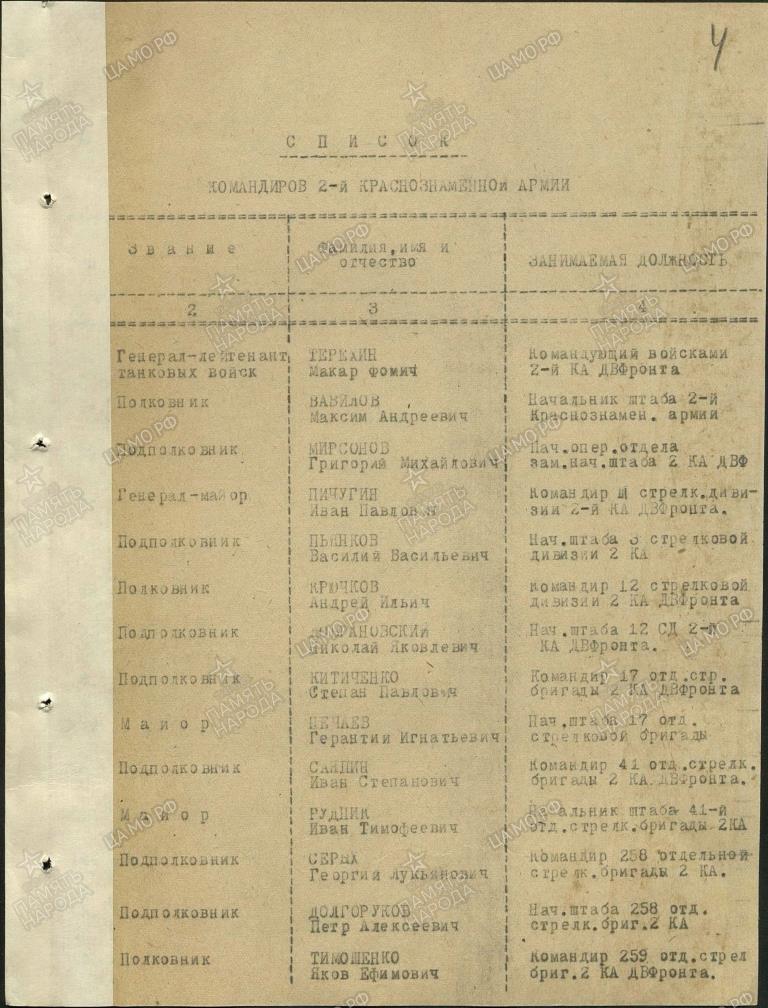 4
С П И С О К
КОМАНДИРОВ 2-й КРАСНОЗНАМЕННОЙ АРМИИ
Звание
Фамилия, имя и
отчество
ЗАНИМАЕМАЯ ДОЛЖНОСТЬ
2 3 4
Генерал-лейтенант ТЕРЕХИН Командующий войсками
танковых войск Макар Фомич 2-й КА ДВФронта
Полковник ВАВИЛОВ Начальник штаба 2-й
Максим Андреевич Краснознамен. армии
Подполковник МИРСОНОВ Нач.опер.отдела
Григорий Михайлович зам.нач.штаба 2 КА ДВФ
Генерал-майор ПИЧУГИН Командир стрелк.диви-
Иван Павлович зии 2-й КА ДВФронта.
Подполковник ПЬЯНКОВ Нач.штаба 3 стрелковой
Василий Васильевич дивизии 2 КА
Полковник КРЮЧКОВ Командир 12 стрелковой
Андрей Ильич дивизии 2 КА ДВФронта
Подполковник Нач.штаба 12 СД 2-й
Николай Яковлевич КА ДВФронта.
Подполковник КИТИЧЕНКО Командир 17 отд.стр.
Степан Павлович бригады 2 КА ДВФронта
М а й о р НЕЧАЕВ Нач.штаба 17 отд.
Герантий Игнатьевич стрелковой бригады
Подполковник Командир 41 отд.стрелк.
Иван Степанович бригады 2 КА ДВФронта.
М а й о р РУДНИК Начальник штаба 41-й
Иван Тимофеевич отд.стрелк.бригады 2КА
Подполковник СЕРЫХ Командир 258 отдельной
Георгий Лукьянович стрелк.бригады 2 КА.
Подполковник ДОЛГОРУКОВ Нач.штаба 258 отд.
Петр Алексеевич стрелк.бриг.2 КА
Полковник ТИМОШЕНКО Командир 259 отд.стрел
Яков Ефимович бриг.2 КА ДВФронта.